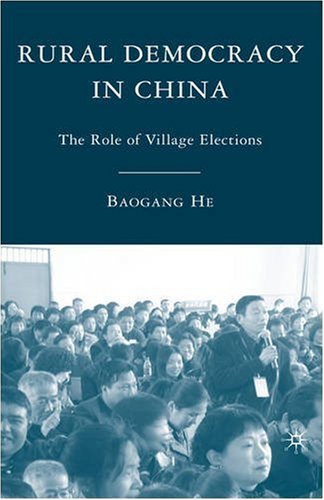 RURAL DEMOCRACY
IN CHINA
The Role of Village Elections
BAOGANG HE